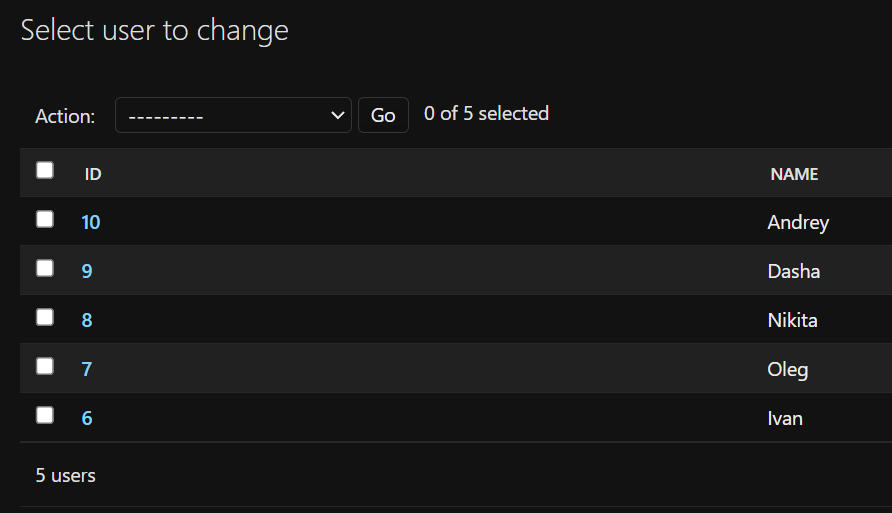 Select user to change
Action: --------- Go 0 of 5 selected
ID NAME
10 Andrey
9 Dasha
8 Nikita
7 Oleg
6 Ivan
5 users